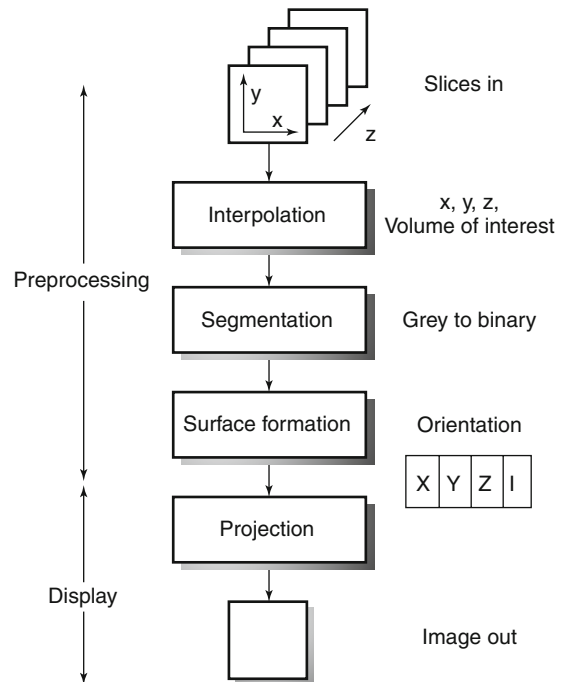 Slices in
y
x
z
Interpolation
x, y, z,
Volume of interest
Preprocessing
Segmentation
Grey to binary
Surface formation
Orientation
X Y Z I
Projection
Display
Image out